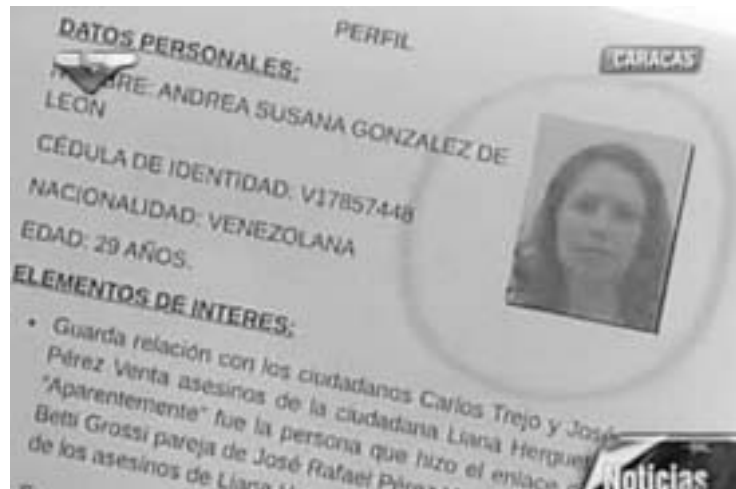 PERFIL
DATOS PERSONALES:
CARACAS
ANDREA SUSANA GONZALEZ DE
LEON
CÉDULA DE IDENTIDAD: V17857448
NACIONALIDAD: VENEZOLANA
EDAD: 29 AÑOS.
ELEMENTOS DE INTERES:
• Guarda relación con los ciudadanos Carlos Trejo y José
Pérez Venta asesinos de la ciudadana Liana
"Aparentemente" fue la persona que hizo el enlace
Betti Grossi pareja de José Rafael
de los asesinos de Liana
Noticias